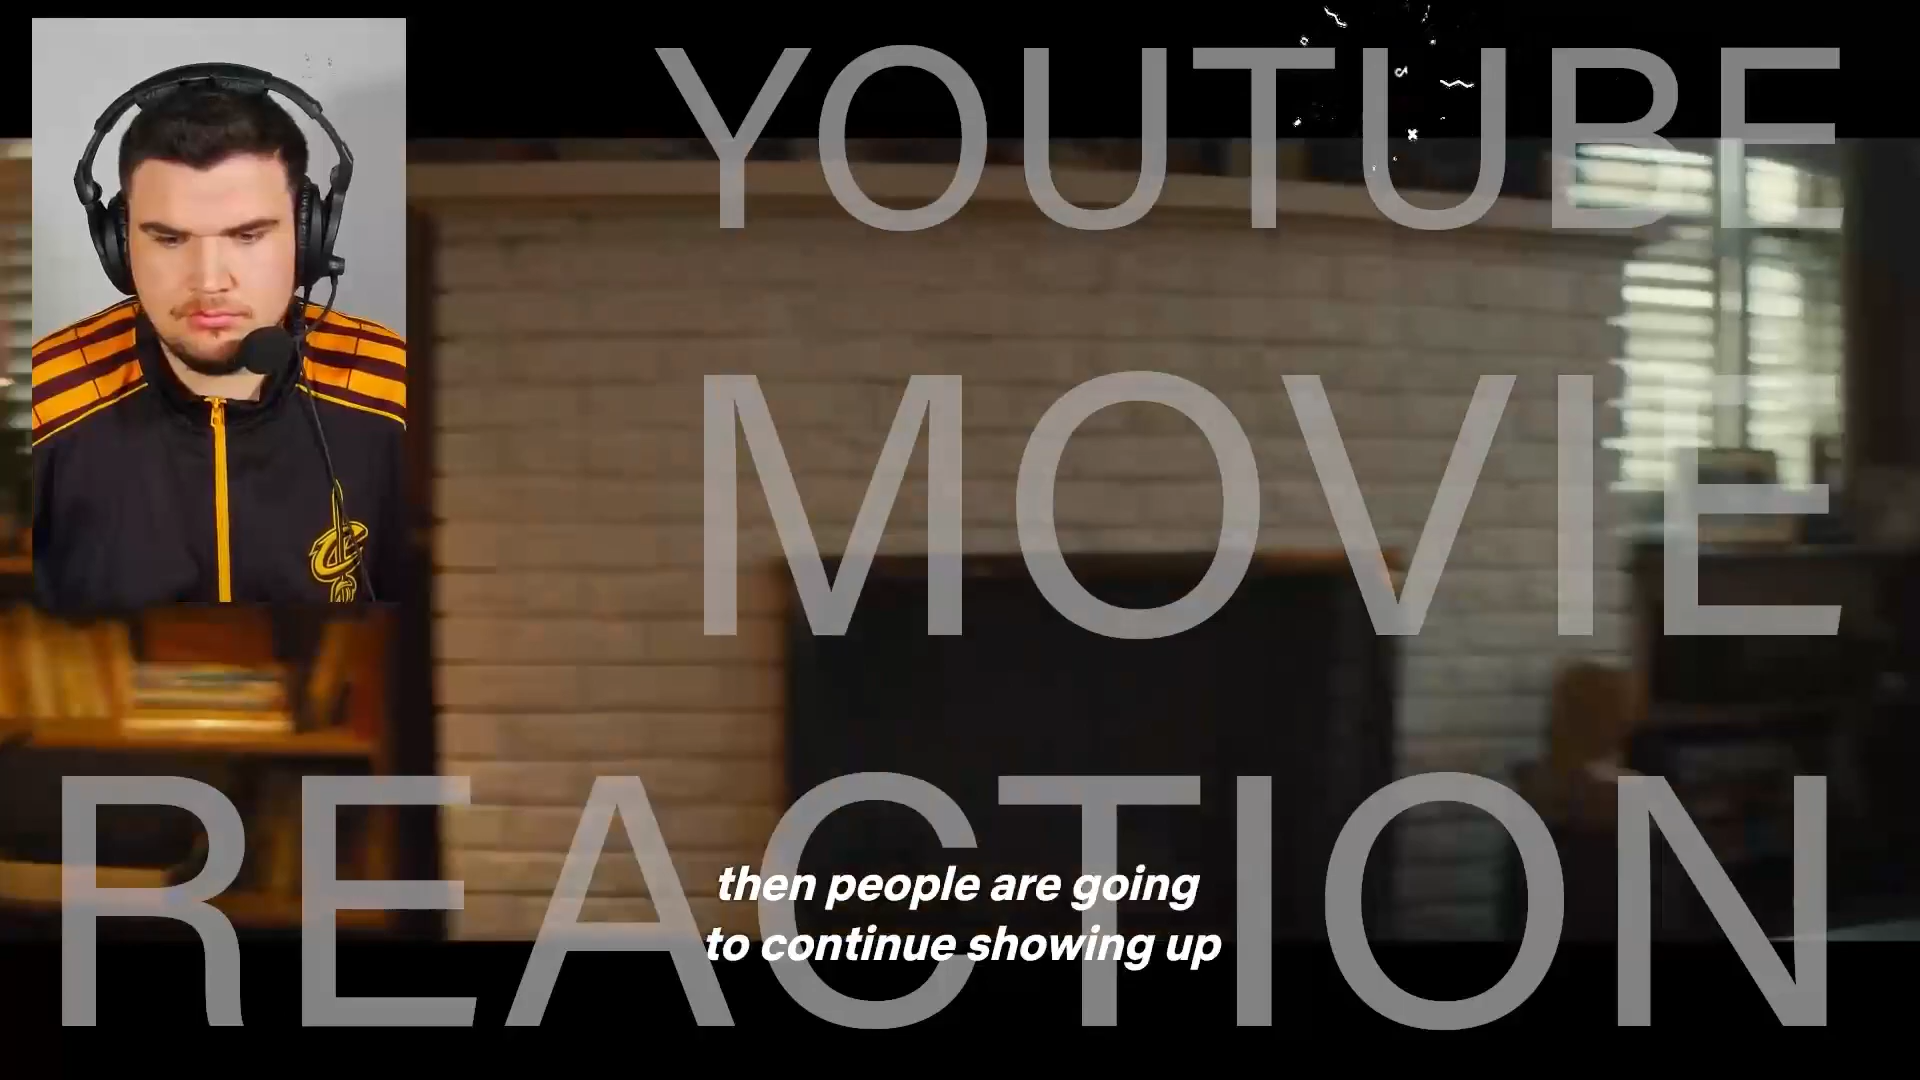 YOUTUBE
MOVIE
REACTION
then people are going
to continue showing up